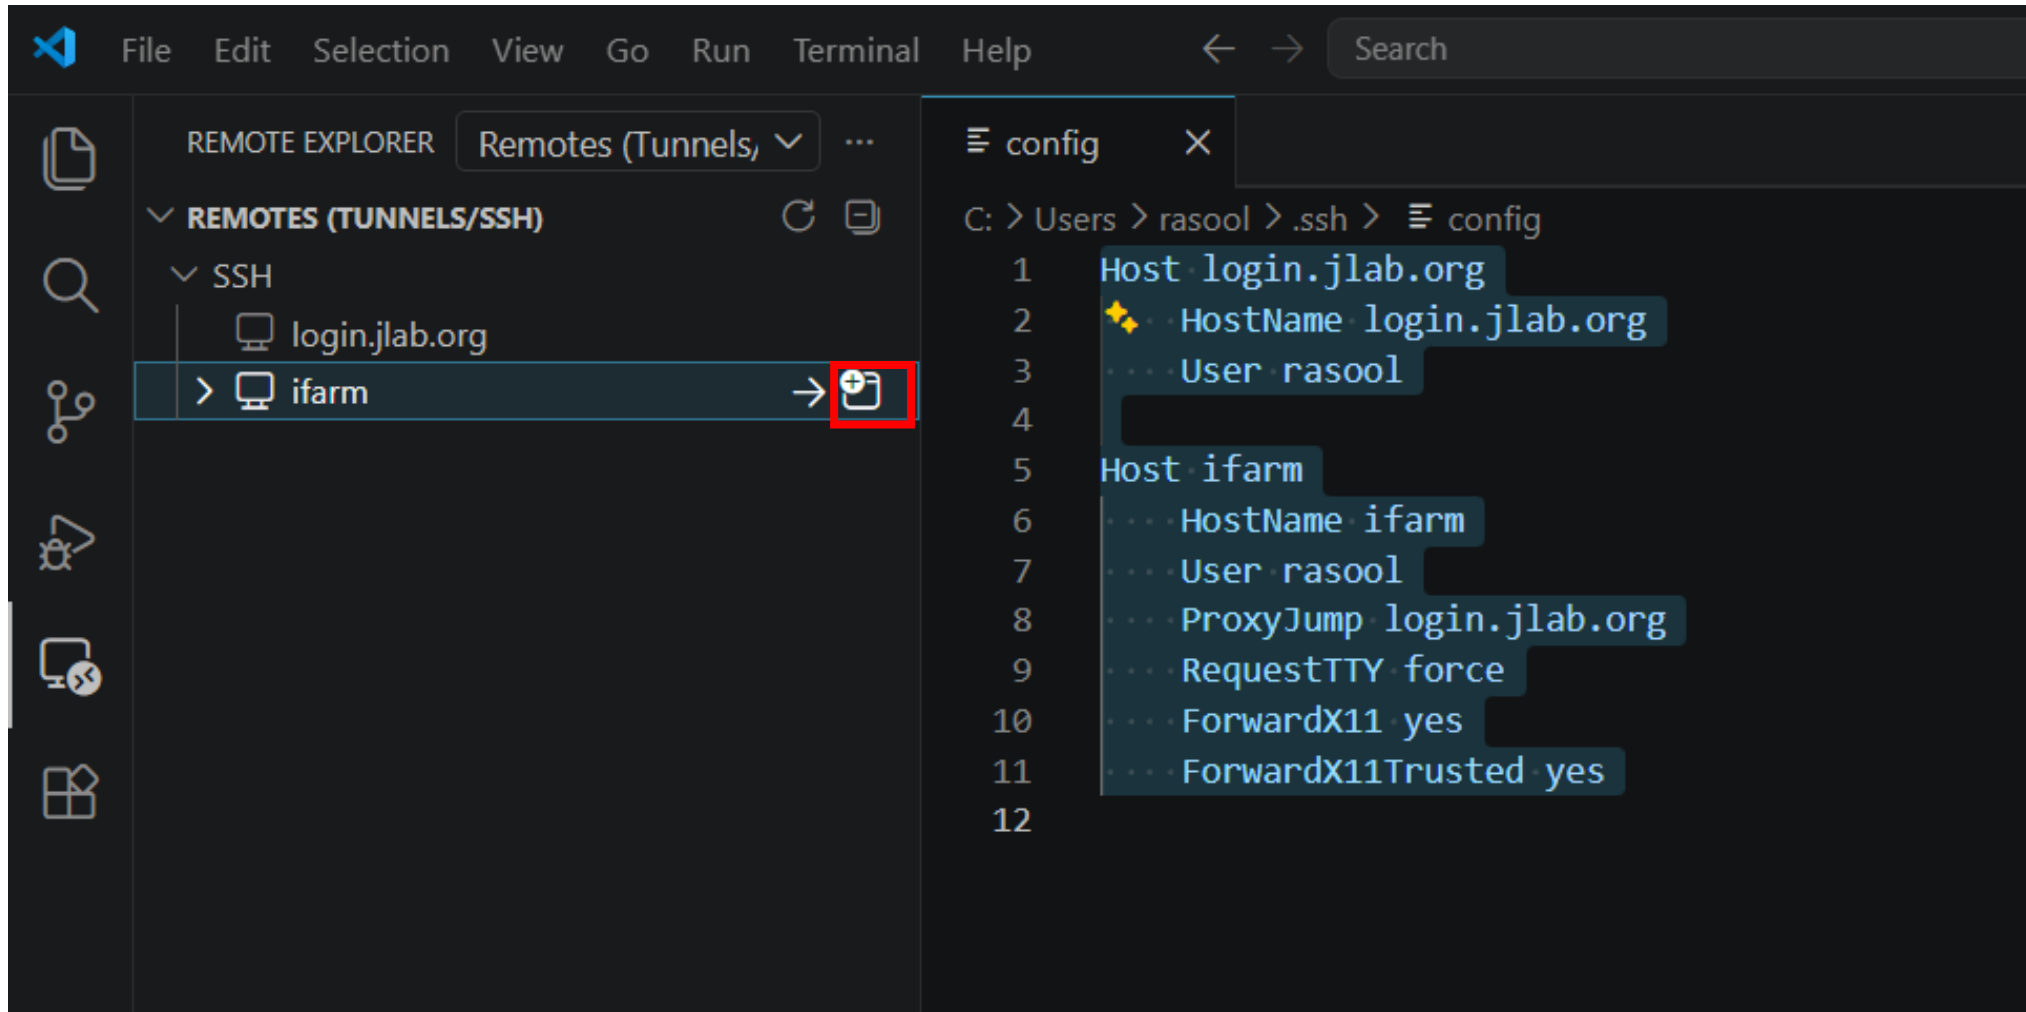 File Edit Selection View Go Run Terminal Help Search
REMOTE EXPLORER Remotes (Tunnels/
REMOTES (TUNNELS/SSH)
SSH
login.jlab.org
ifarm
config
C: > Users > rasool > .ssh > config
1 Host login.jlab.org
2 HostName login.jlab.org
3 User rasool
4
5 Host ifarm
6 HostName ifarm
7 User rasool
8 ProxyJump login.jlab.org
9 RequestTTY force
10 ForwardX11 yes
11 ForwardX11Trusted yes
12